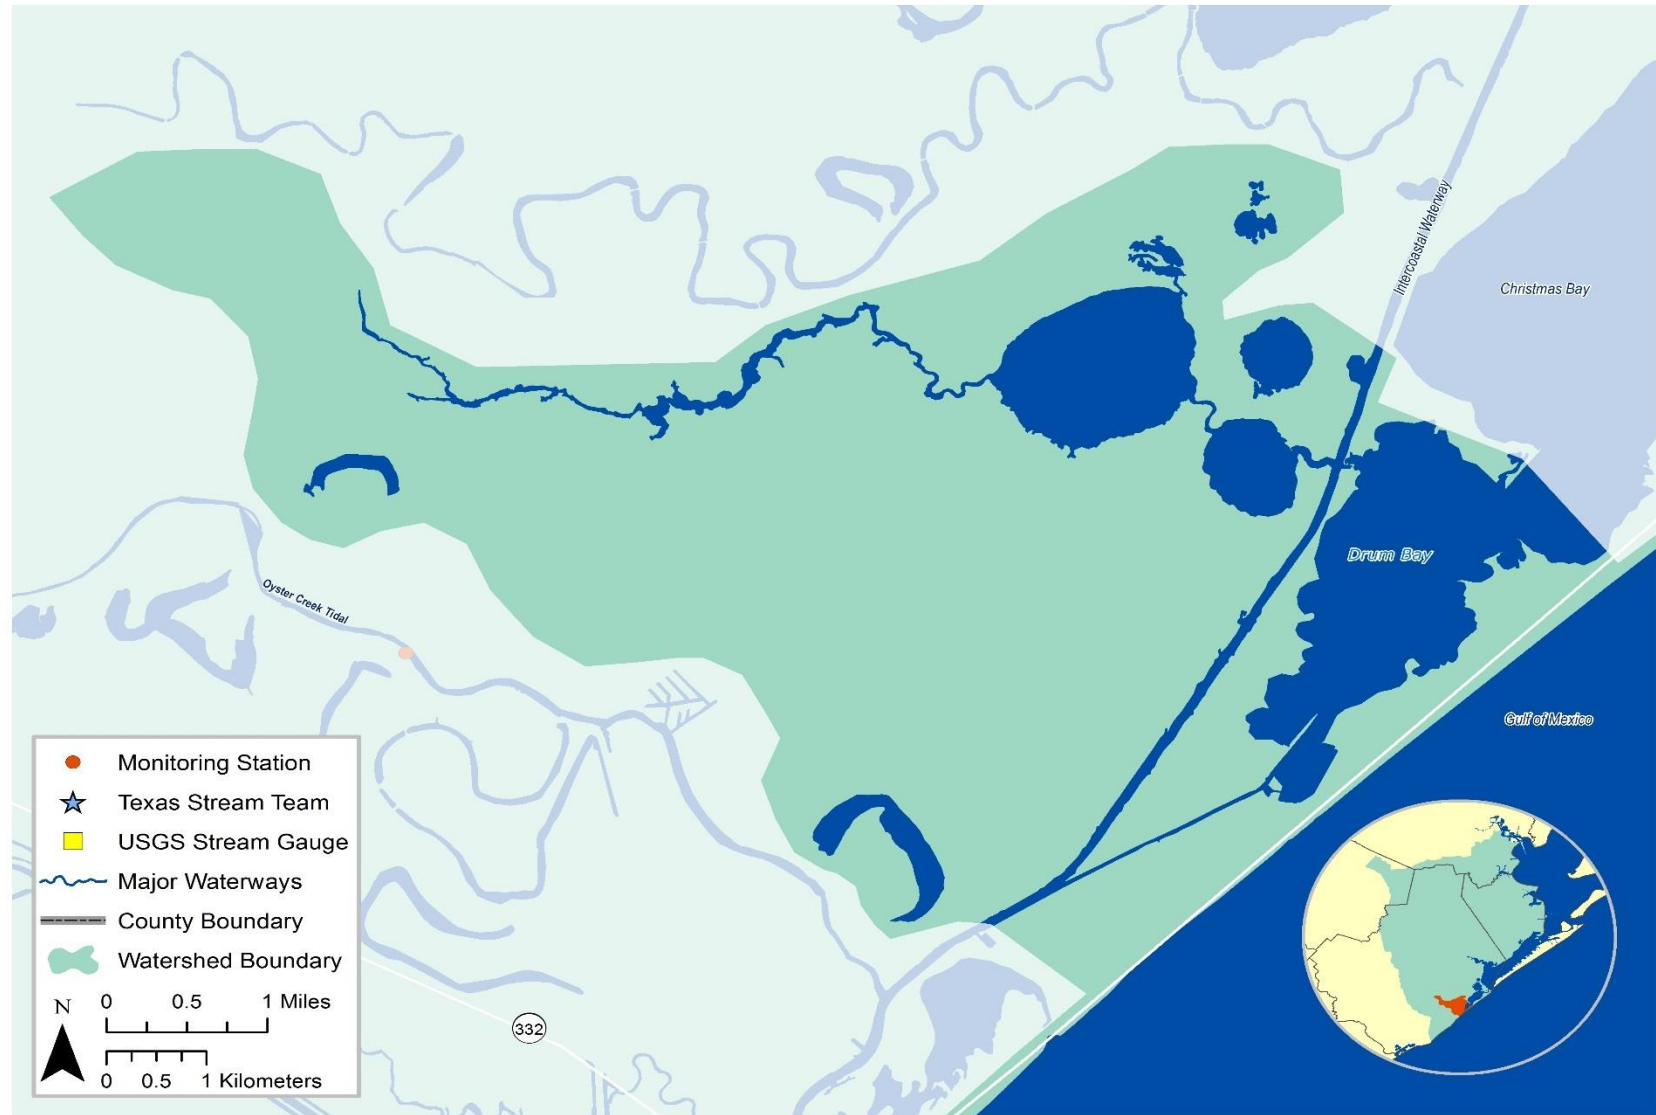 Intercoastal Waterway
Christmas Bay
Drum Bay
Oyster Creek Tidal
Gulf of Mexico
Monitoring Station
Texas Stream Team
USGS Stream Gauge
Major Waterways
County Boundary
Watershed Boundary
N
0 0.5 1 Miles
0 0.5 1 Kilometers
332